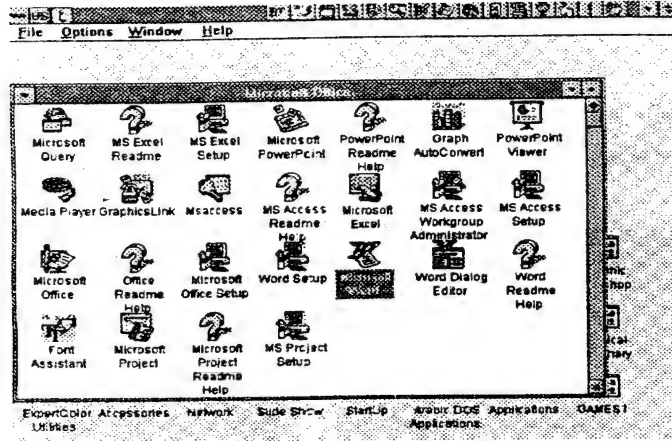 File Options Window Help
Microsoft Office
Microsoft Query
MS Excel Readme
MS Excel Setup
Microsoft PowerPoint
PowerPoint Readme Help
Graph AutoConvert
PowerPoint Viewer
Media Player
GraphicsLink
Msaccess
MS Access Readme Help
Microsoft Excel
MS Access Workgroup Administrator
MS Access Setup
Microsoft Office
Office Readme Help
Microsoft Office Setup
Word Setup
Word Dialog Editor
Word Readme Help
Font Assistant
Microsoft Project
Microsoft Project Readme Help
MS Project Setup
ExpertColor Utilities
Accessories
Network
Slide Show
StartUp
Arabic DOS Applications
Applications
GAMES1